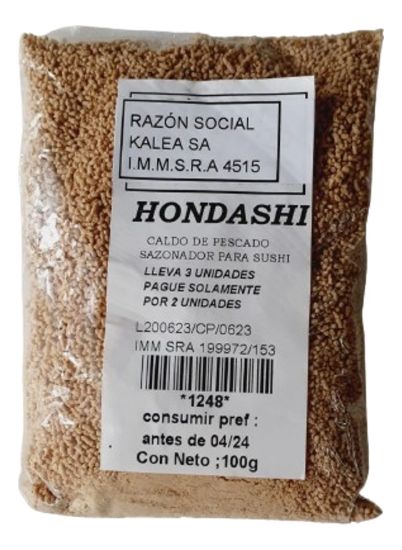 RAZÓN SOCIAL
KALEA SA
I.M.M.S.R.A 4515
HONDASHI
CALDO DE PESCADO
SAZONADOR PARA SUSHI
LLEVA 3 UNIDADES
PAGUE SOLAMENTE
POR 2 UNIDADES
L200623/CP/0623
IMM SRA 199972/153
*1248*
consumir pref :
antes de 04/24
Con Neto ;100g